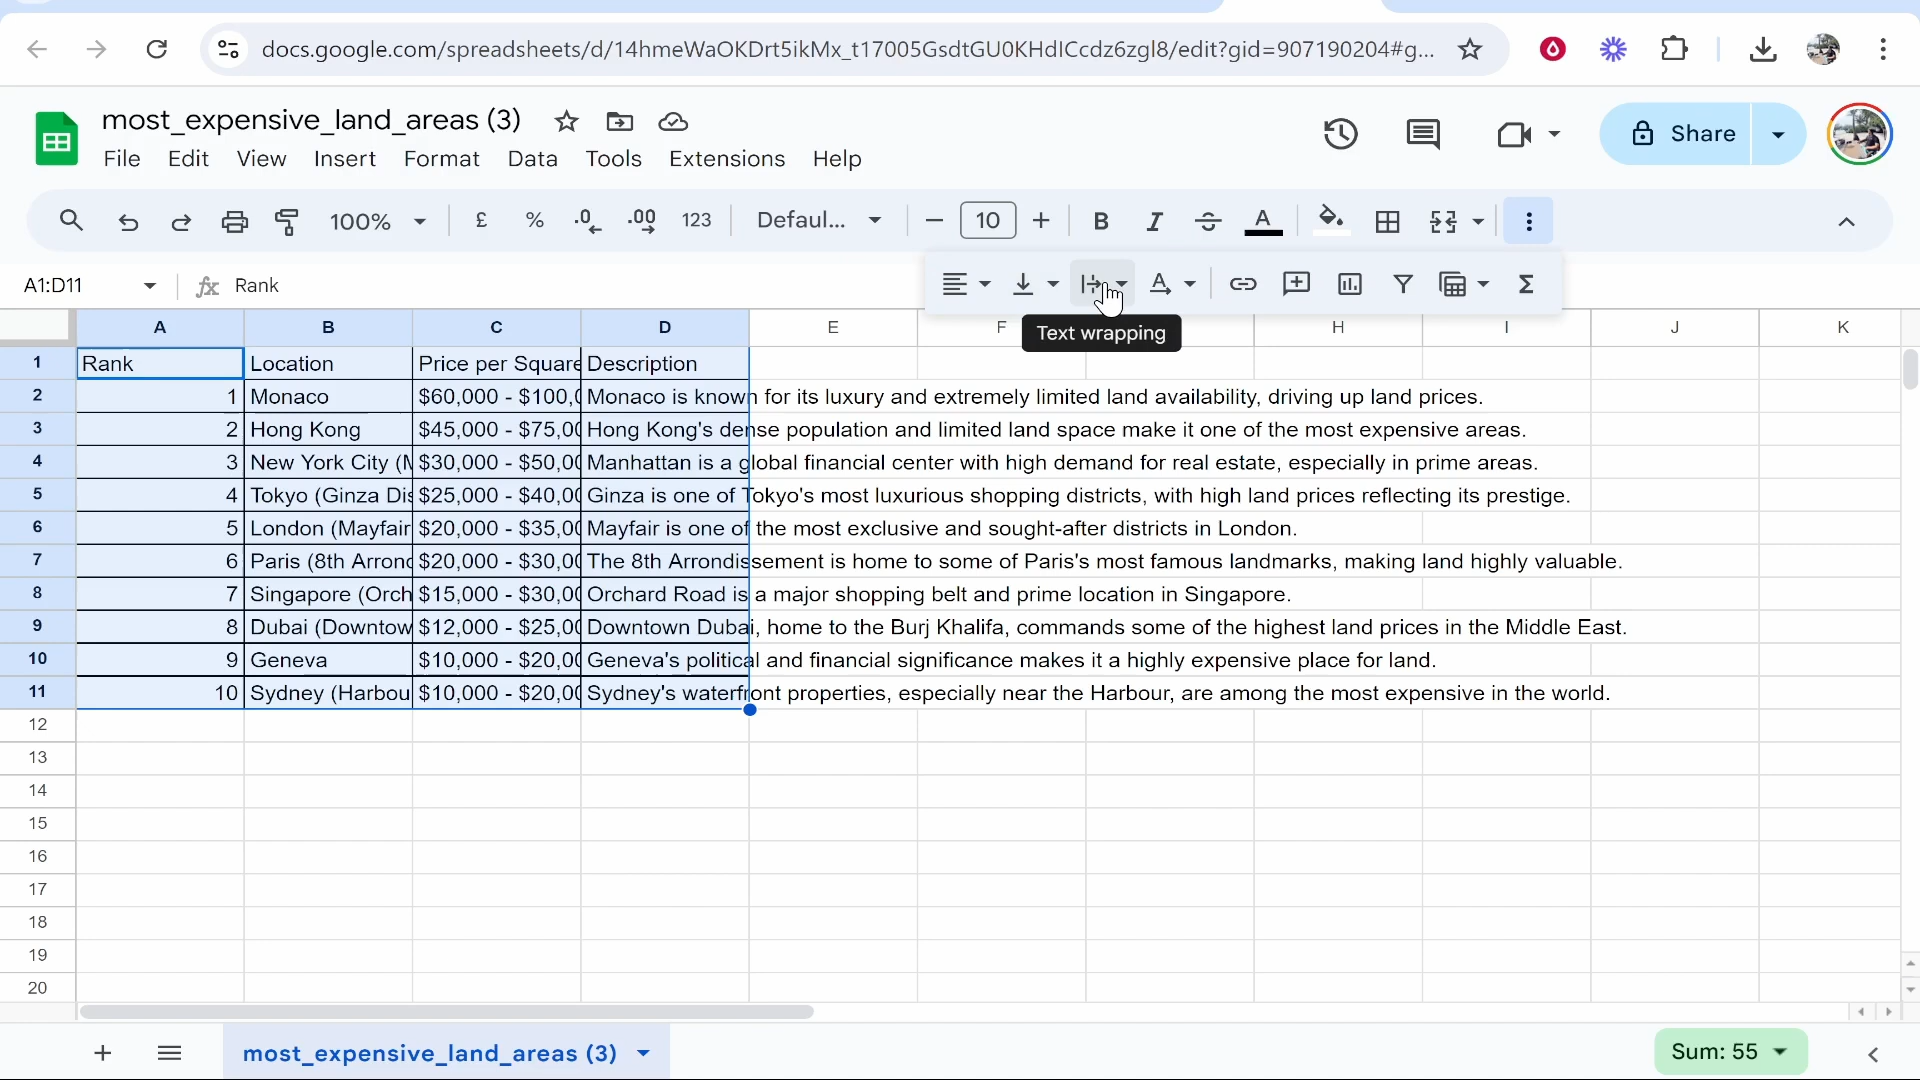 docs.google.com/spreadsheets/d/14hmeWaOKDrt5ikMx_t17005GsdtGU0KHdICcdz6zgl8/edit?gid=907190204#g...
most_expensive_land_areas (3)
File Edit View Insert Format Data Tools Extensions Help
Share
100% £ % .0 .00 123 Defaul... 10 B I S A
A1:D11 fx Rank
A Σ
Text wrapping
A B C D E F H I J K
1 Rank Location Price per Square Description
2 1 Monaco $60,000 - $100,0 Monaco is known for its luxury and extremely limited land availability, driving up land prices.
3 2 Hong Kong $45,000 - $75,00 Hong Kong's dense population and limited land space make it one of the most expensive areas.
4 3 New York City (M $30,000 - $50,00 Manhattan is a global financial center with high demand for real estate, especially in prime areas.
5 4 Tokyo (Ginza Dis $25,000 - $40,00 Ginza is one of Tokyo's most luxurious shopping districts, with high land prices reflecting its prestige.
6 5 London (Mayfair $20,000 - $35,00 Mayfair is one of the most exclusive and sought-after districts in London.
7 6 Paris (8th Arrond $20,000 - $30,00 The 8th Arrondissement is home to some of Paris's most famous landmarks, making land highly valuable.
8 7 Singapore (Orch $15,000 - $30,00 Orchard Road is a major shopping belt and prime location in Singapore.
9 8 Dubai (Downtow $12,000 - $25,00 Downtown Dubai, home to the Burj Khalifa, commands some of the highest land prices in the Middle East.
10 9 Geneva $10,000 - $20,00 Geneva's political and financial significance makes it a highly expensive place for land.
11 10 Sydney (Harbou $10,000 - $20,00 Sydney's waterfront properties, especially near the Harbour, are among the most expensive in the world.
12
13
14
15
16
17
18
19
20
most_expensive_land_areas (3)
Sum: 55